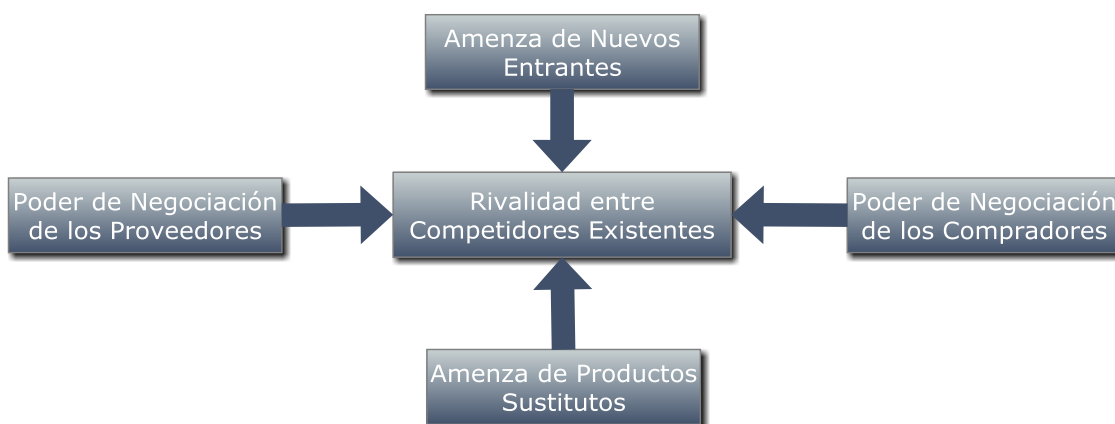 Amenza de Nuevos
Entrantes
Poder de Negociación
de los Proveedores
Rivalidad entre
Competidores Existentes
Poder de Negociación
de los Compradores
Amenza de Productos
Sustitutos